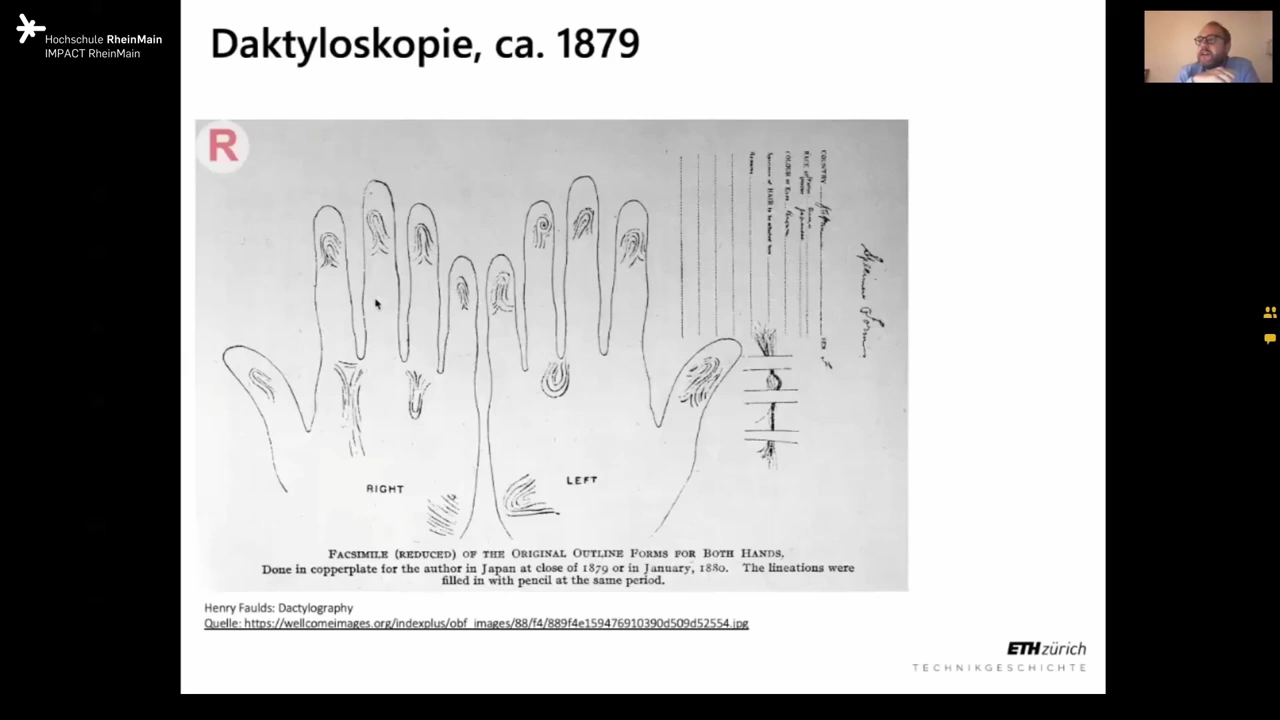 Hochschule RheinMain
IMPACT RheinMain
Daktyloskopie, ca. 1879
R
COUNTRY
Specimen Form
RIGHT
LEFT
FACSIMILE (REDUCED) OF THE ORIGINAL OUTLINE FORMS FOR BOTH HANDS.
Done in copperplate for the author in Japan at close of 1879 or in January, 1880. The lineations were
filled in with pencil at the same period.
Henry Faulds: Dactylography
Quelle: https://wellcomeimages.org/indexplus/obf_images/88/f4/889f4e159476910390d509d52554.jpg
ETH zürich
TECHNIKGESCHICHTE